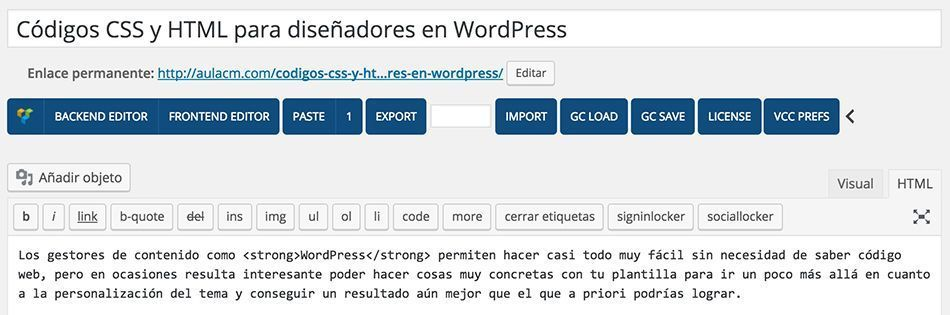 Códigos CSS y HTML para diseñadores en WordPress
Enlace permanente: http://aulacm.com/codigos-css-y-ht...res-en-wordpress/ Editar
BACKEND EDITOR FRONTEND EDITOR PASTE 1 EXPORT IMPORT GC LOAD GC SAVE LICENSE VCC PREFS
Añadir objeto
Visual HTML
b i link b-quote del ins img ul ol li code more cerrar etiquetas signinlocker sociallocker
Los gestores de contenido como <strong>WordPress</strong> permiten hacer casi todo muy fácil sin necesidad de saber código
web, pero en ocasiones resulta interesante poder hacer cosas muy concretas con tu plantilla para ir un poco más allá en cuanto
a la personalización del tema y conseguir un resultado aún mejor que el que a priori podrías lograr.